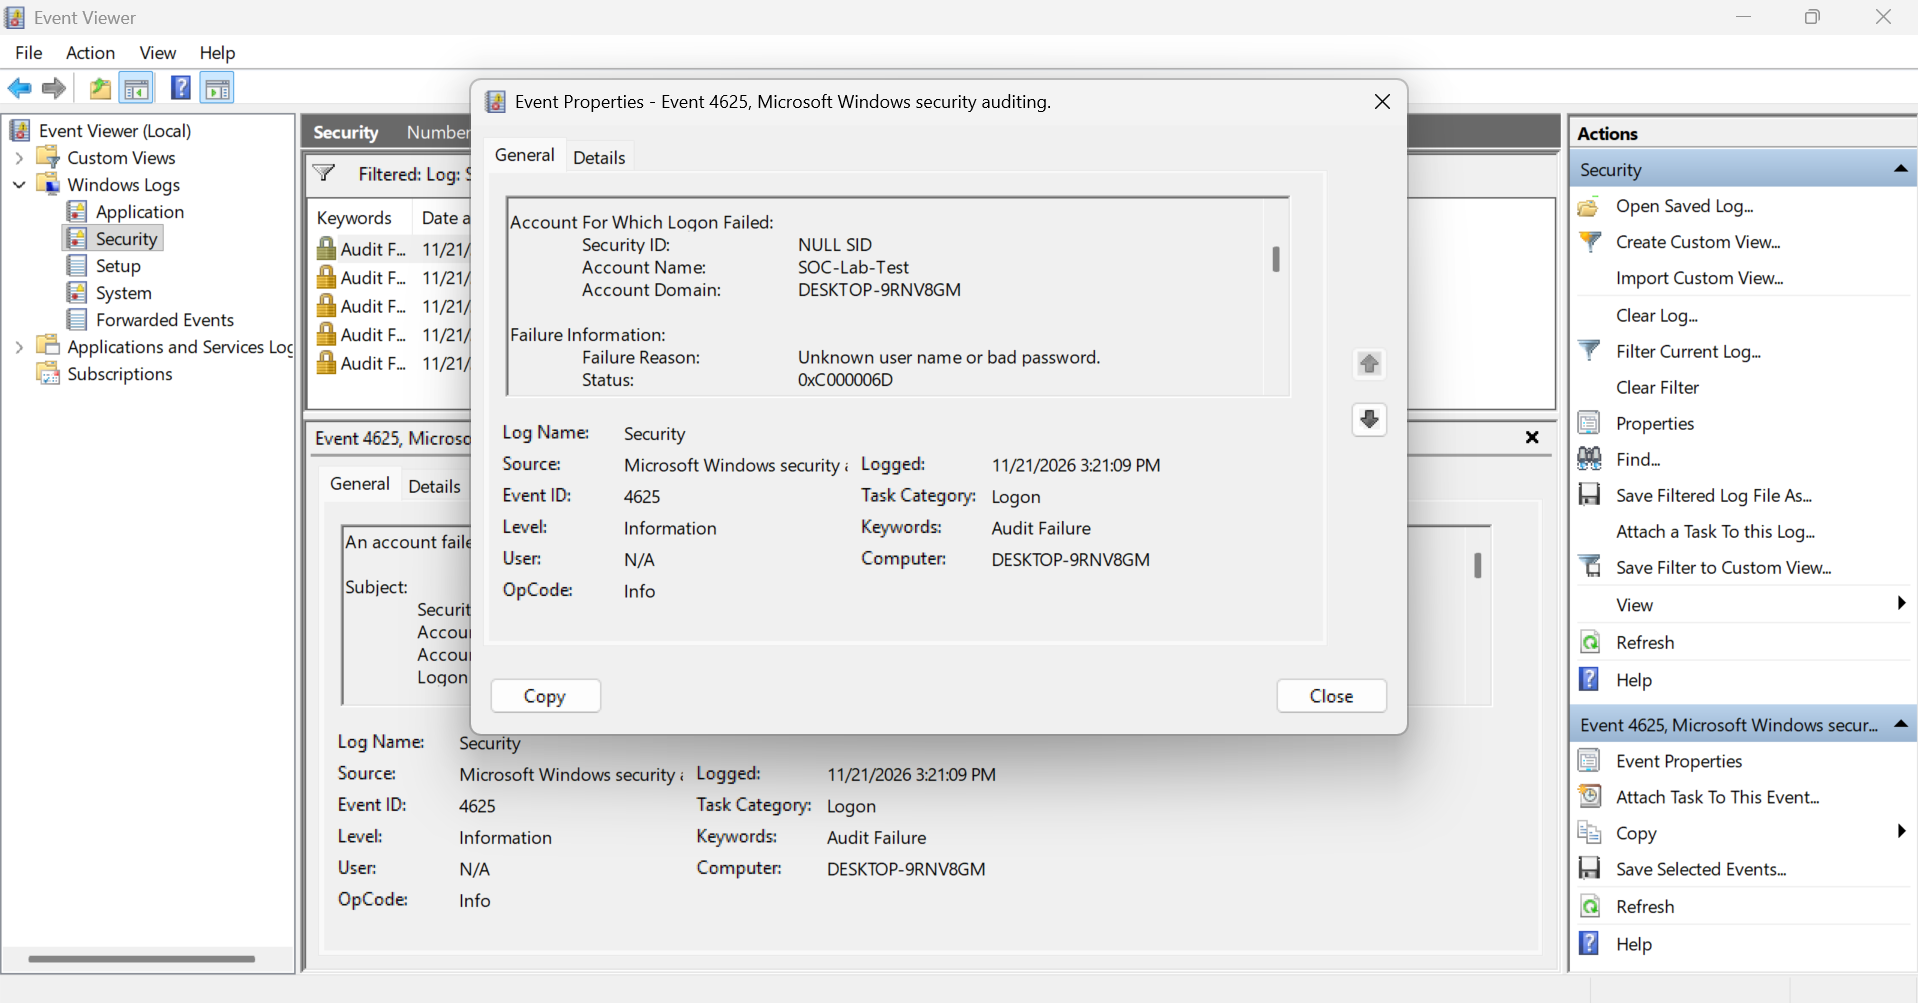 Event Viewer
File Action View Help
Event Viewer (Local)
Custom Views
Windows Logs
Application
Security
Setup
System
Forwarded Events
Applications and Services Log
Subscriptions
Security Number
Filtered: Log: S
Keywords Date a
Audit F... 11/21/
Audit F... 11/21/
Audit F... 11/21/
Audit F... 11/21/
Audit F... 11/21/
Event 4625, Microso
General Details
An account faile
Subject:
Securit
Accou
Accou
Logon
Log Name: Security
Source: Microsoft Windows security Logged: 11/21/2026 3:21:09 PM
Event ID: 4625 Task Category: Logon
Level: Information Keywords: Audit Failure
User: N/A Computer: DESKTOP-9RNV8GM
OpCode: Info
Event Properties - Event 4625, Microsoft Windows security auditing.
General Details
Account For Which Logon Failed:
Security ID: NULL SID
Account Name: SOC-Lab-Test
Account Domain: DESKTOP-9RNV8GM
Failure Information:
Failure Reason: Unknown user name or bad password.
Status: 0xC000006D
Log Name: Security
Source: Microsoft Windows security a Logged: 11/21/2026 3:21:09 PM
Event ID: 4625 Task Category: Logon
Level: Information Keywords: Audit Failure
User: N/A Computer: DESKTOP-9RNV8GM
OpCode: Info
Copy Close
Actions
Security
Open Saved Log...
Create Custom View...
Import Custom View...
Clear Log...
Filter Current Log...
Clear Filter
Properties
Find...
Save Filtered Log File As...
Attach a Task To this Log...
Save Filter to Custom View...
View
Refresh
Help
Event 4625, Microsoft Windows secur...
Event Properties
Attach Task To This Event...
Copy
Save Selected Events...
Refresh
Help